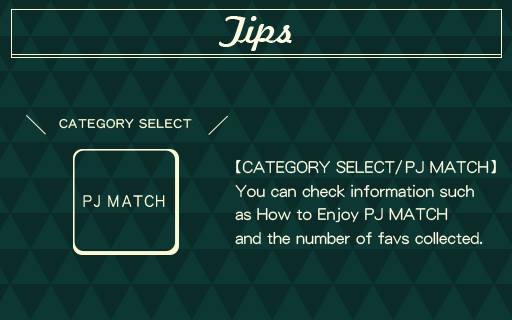 Tips
CATEGORY SELECT
PJ MATCH
【CATEGORY SELECT/PJ MATCH】
You can check information such
as How to Enjoy PJ MATCH
and the number of favs collected.